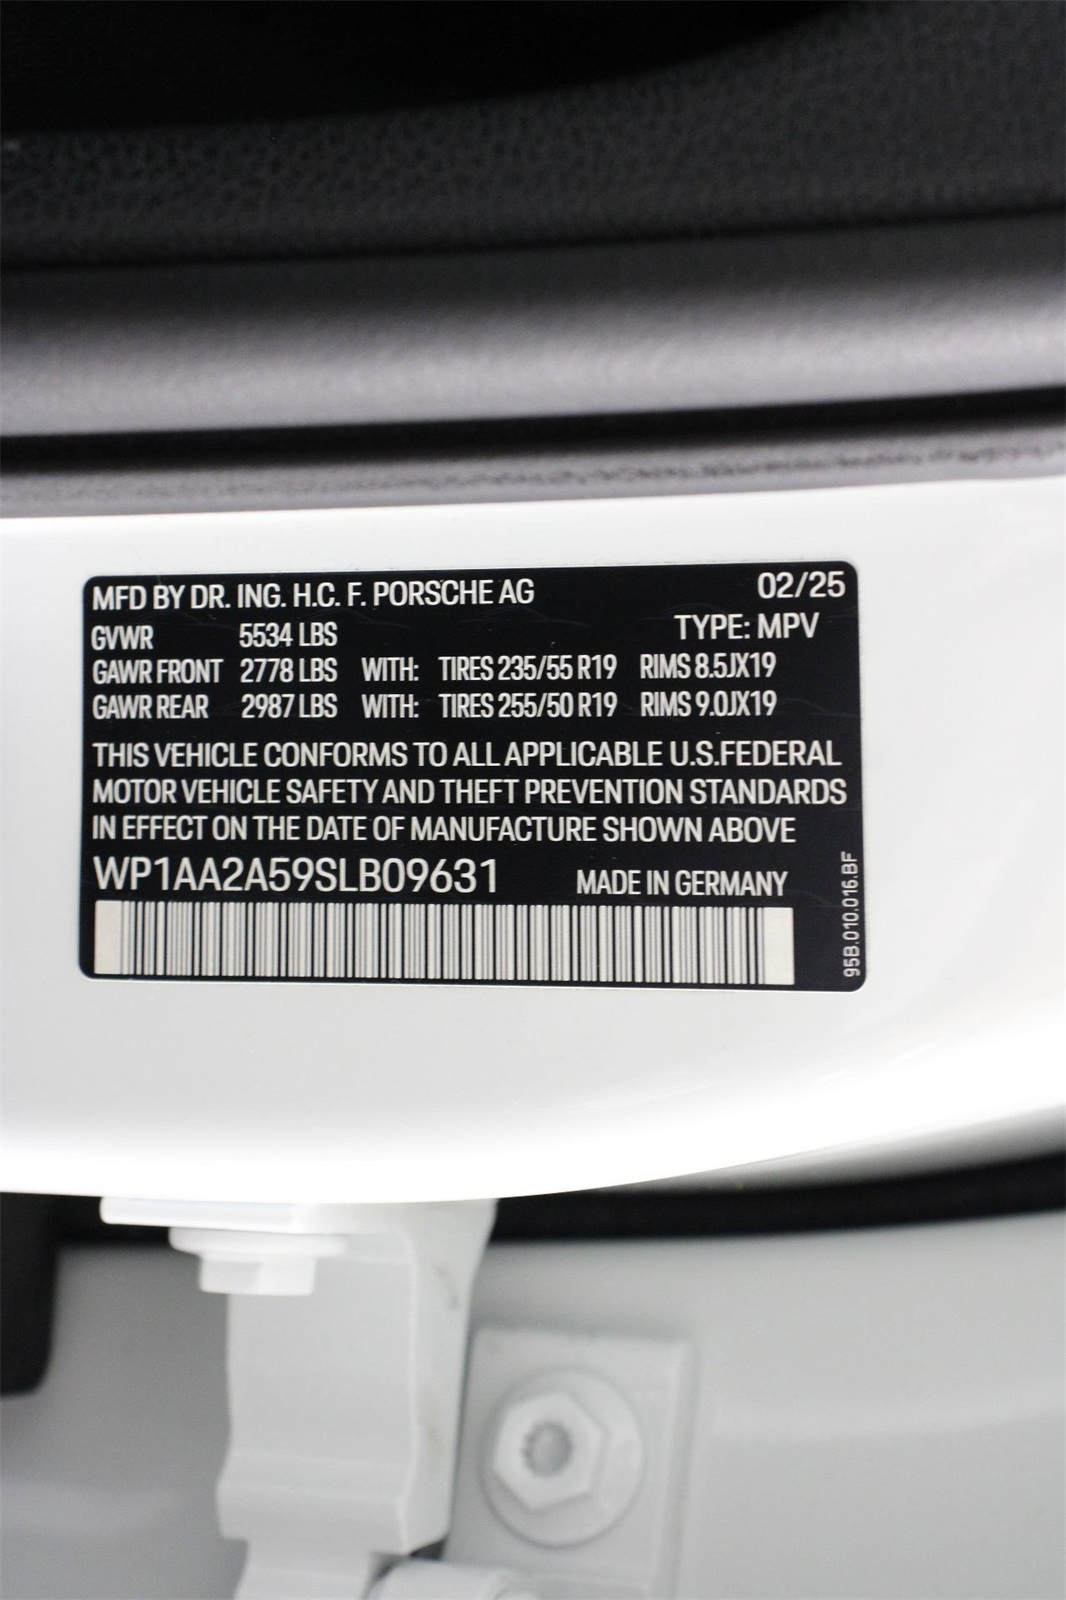 MFD BY DR. ING. H.C. F. PORSCHE AG 02/25
GVWR 5534 LBS TYPE: MPV
GAWR FRONT 2778 LBS WITH: TIRES 235/55 R19 RIMS 8.5JX19
GAWR REAR 2987 LBS WITH: TIRES 255/50 R19 RIMS 9.0JX19
THIS VEHICLE CONFORMS TO ALL APPLICABLE U.S.FEDERAL
MOTOR VEHICLE SAFETY AND THEFT PREVENTION STANDARDS
IN EFFECT ON THE DATE OF MANUFACTURE SHOWN ABOVE
WP1AA2A59SLB09631 MADE IN GERMANY
95B.010.016.BF